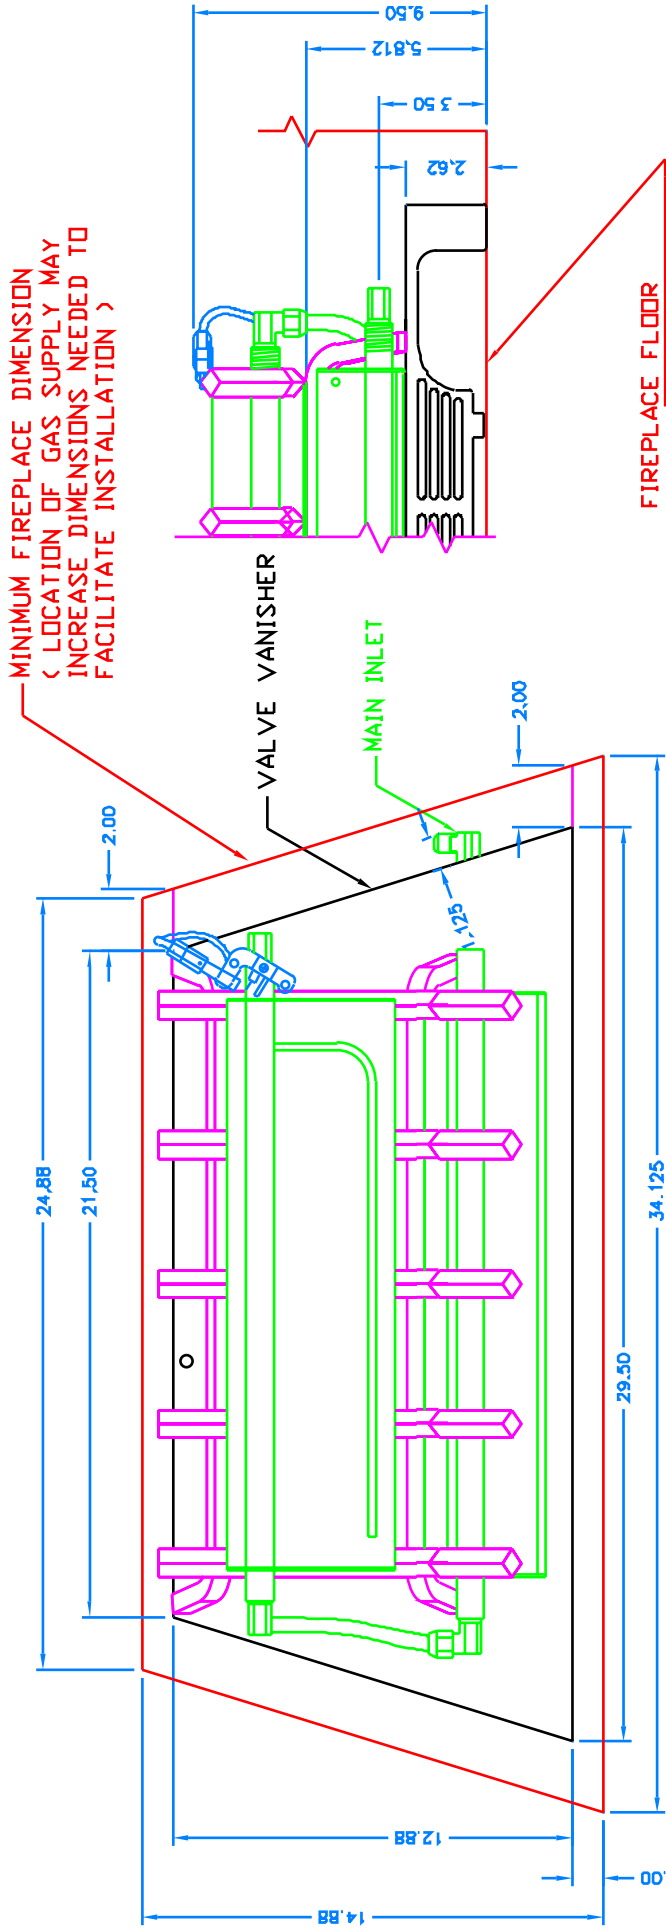 MINIMUM FIREPLACE DIMENSION
( LOCATION OF GAS SUPPLY MAY
INCREASE DIMENSIONS NEEDED TO
FACILITATE INSTALLATION )
VALVE VANISHER
MAIN INLET
FIREPLACE FLOOR
24.88
21.50
2.00
2.00
1.125
29.50
34.125
12.88
14.88
.00
9.50
5.812
3.50
2.62